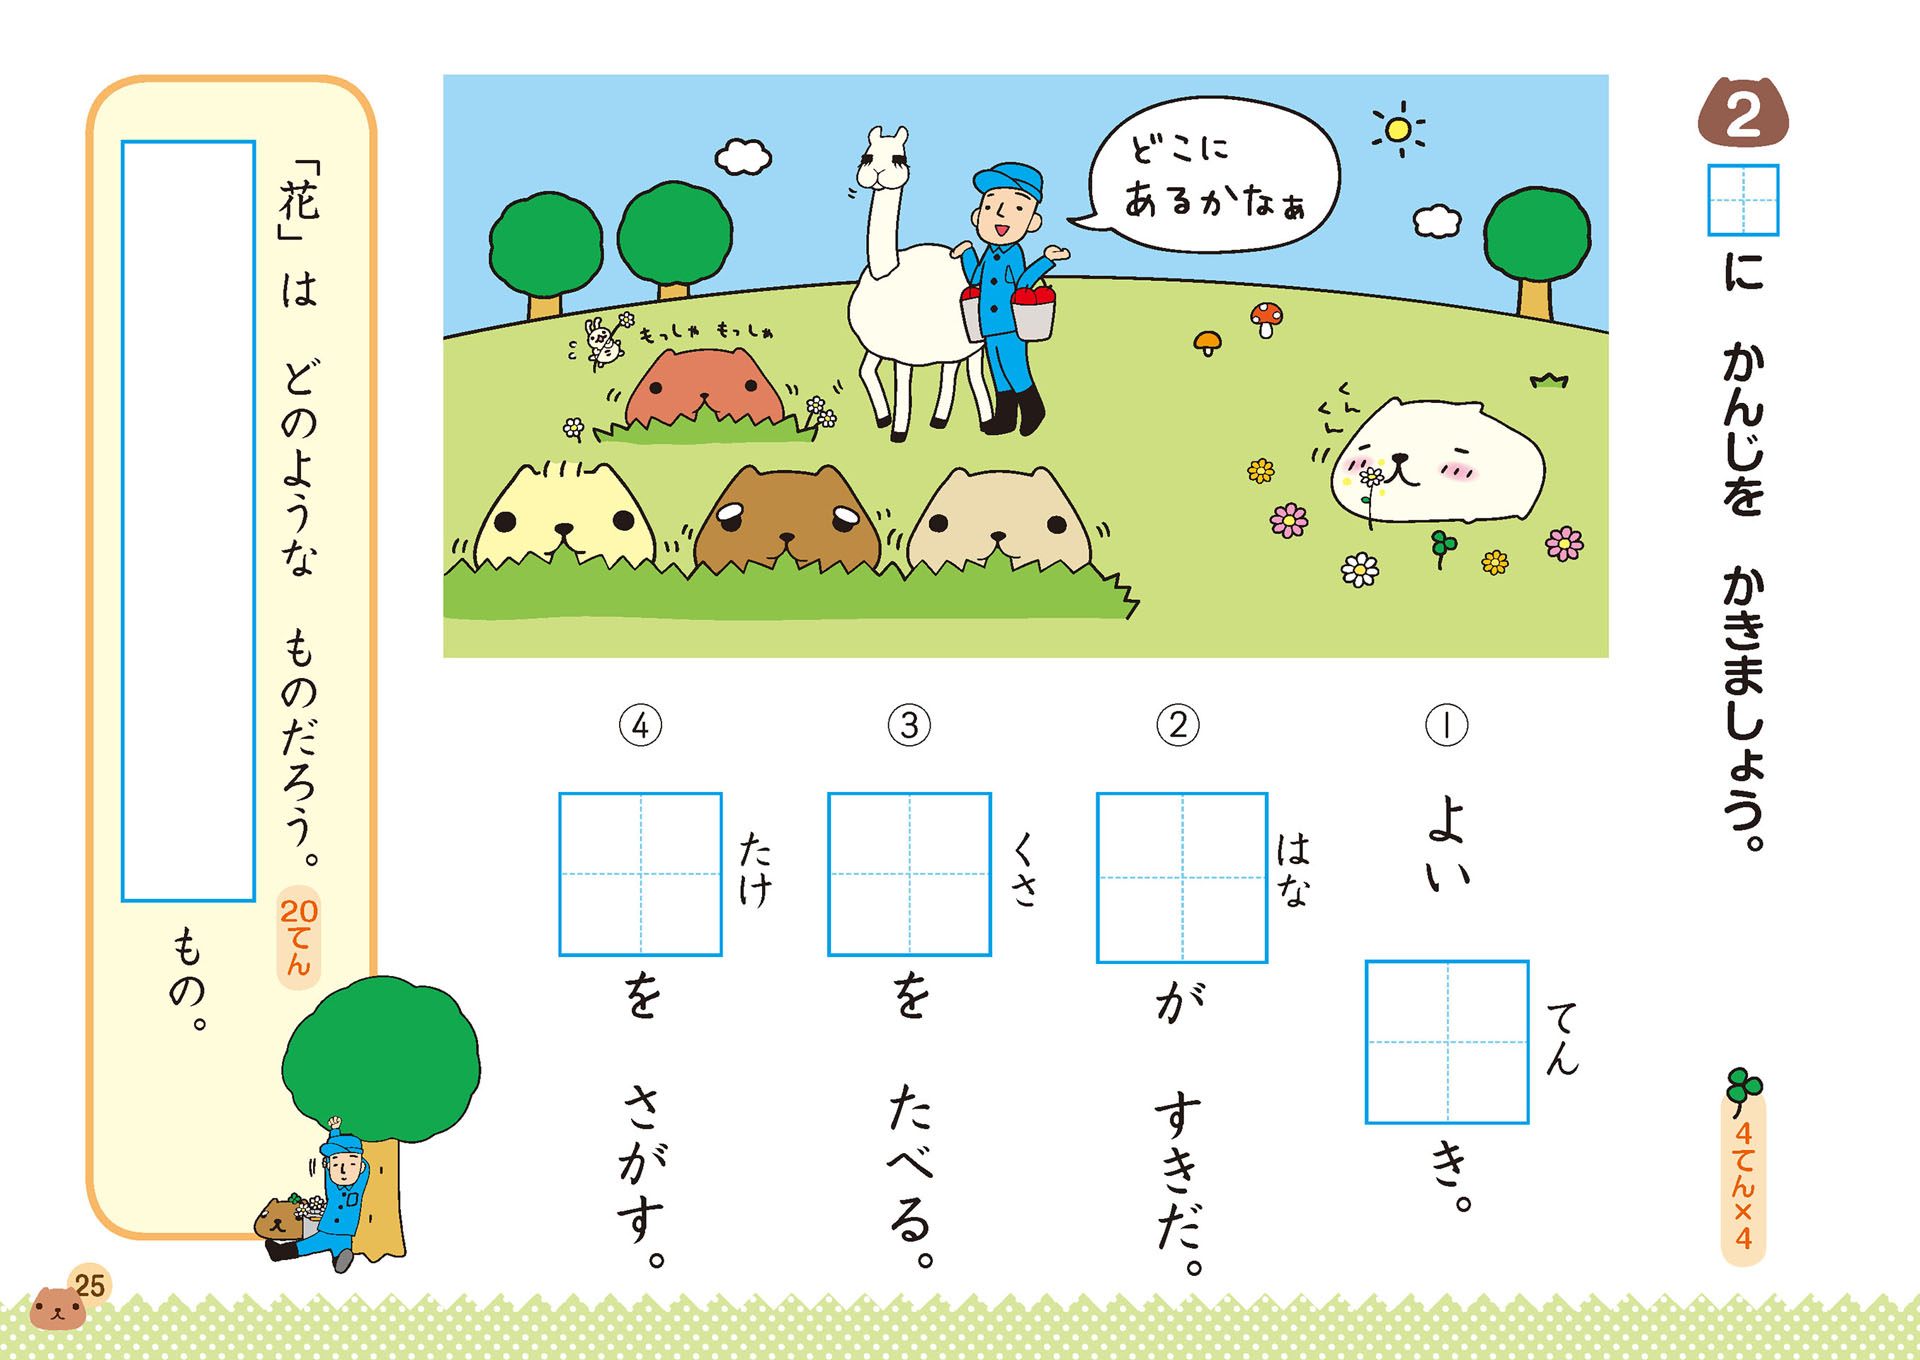 2
□に かんじを かきましょう。
4てん×4
どこに
あるかなぁ
もっしゃ もっしゃ
くん
くん
① よい □ き。
てん
② □ が すきだ。
はな
③ □ を たべる。
くさ
④ □ を さがす。
たけ
「花」は どのような ものだろう。
20てん
もの。
25